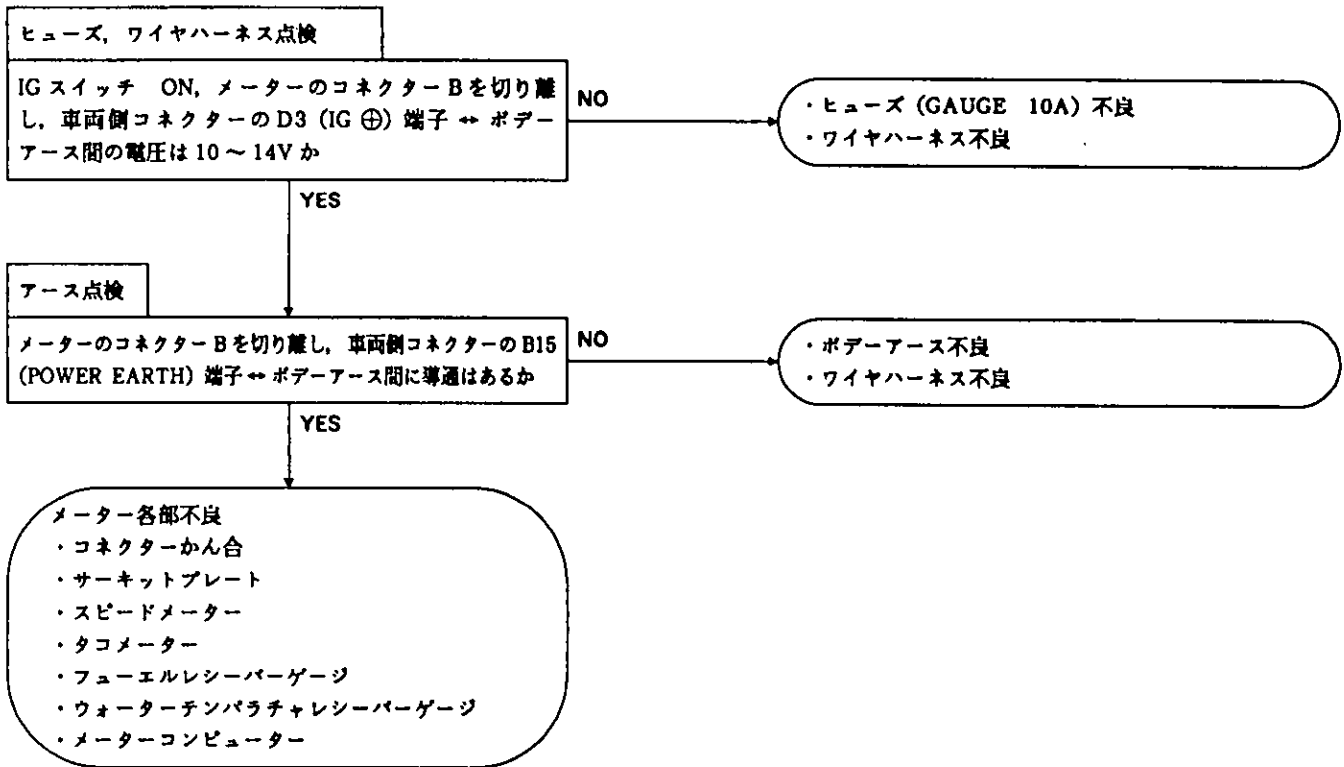 ヒューズ，ワイヤハーネス点検
IG スイッチ　ON，メーターのコネクター B を切り離
し，車両側コネクターの D3（IG ⊕）端子 ↔ ボデー
アース間の電圧は 10 ～ 14V か
NO
・ヒューズ（GAUGE　10A）不良
・ワイヤハーネス不良
YES
アース点検
メーターのコネクター B を切り離し，車両側コネクターの B15
（POWER EARTH）端子 ↔ ボデーアース間に導通はあるか
NO
・ボデーアース不良
・ワイヤハーネス不良
YES
メーター各部不良
・コネクターかん合
・サーキットプレート
・スピードメーター
・タコメーター
・フューエルレシーバーゲージ
・ウォーターテンパラチャレシーバーゲージ
・メーターコンピューター